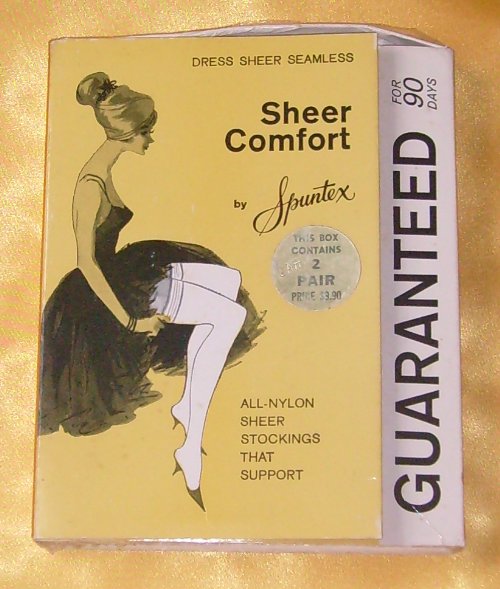 DRESS SHEER SEAMLESS
Sheer
Comfort
by Spuntex
THIS BOX
CONTAINS
2
PAIR
PRICE $3.90
ALL-NYLON
SHEER
STOCKINGS
THAT
SUPPORT
GUARANTEED
FOR
90
DAYS